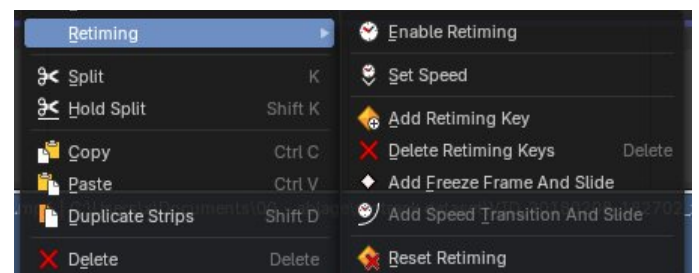 Retiming
Split K
Hold Split Shift K
Copy Ctrl C
Paste Ctrl V
Duplicate Strips Shift D
Delete Delete
Enable Retiming
Set Speed
Add Retiming Key
Delete Retiming Keys Delete
Add Freeze Frame And Slide
Add Speed Transition And Slide
Reset Retiming